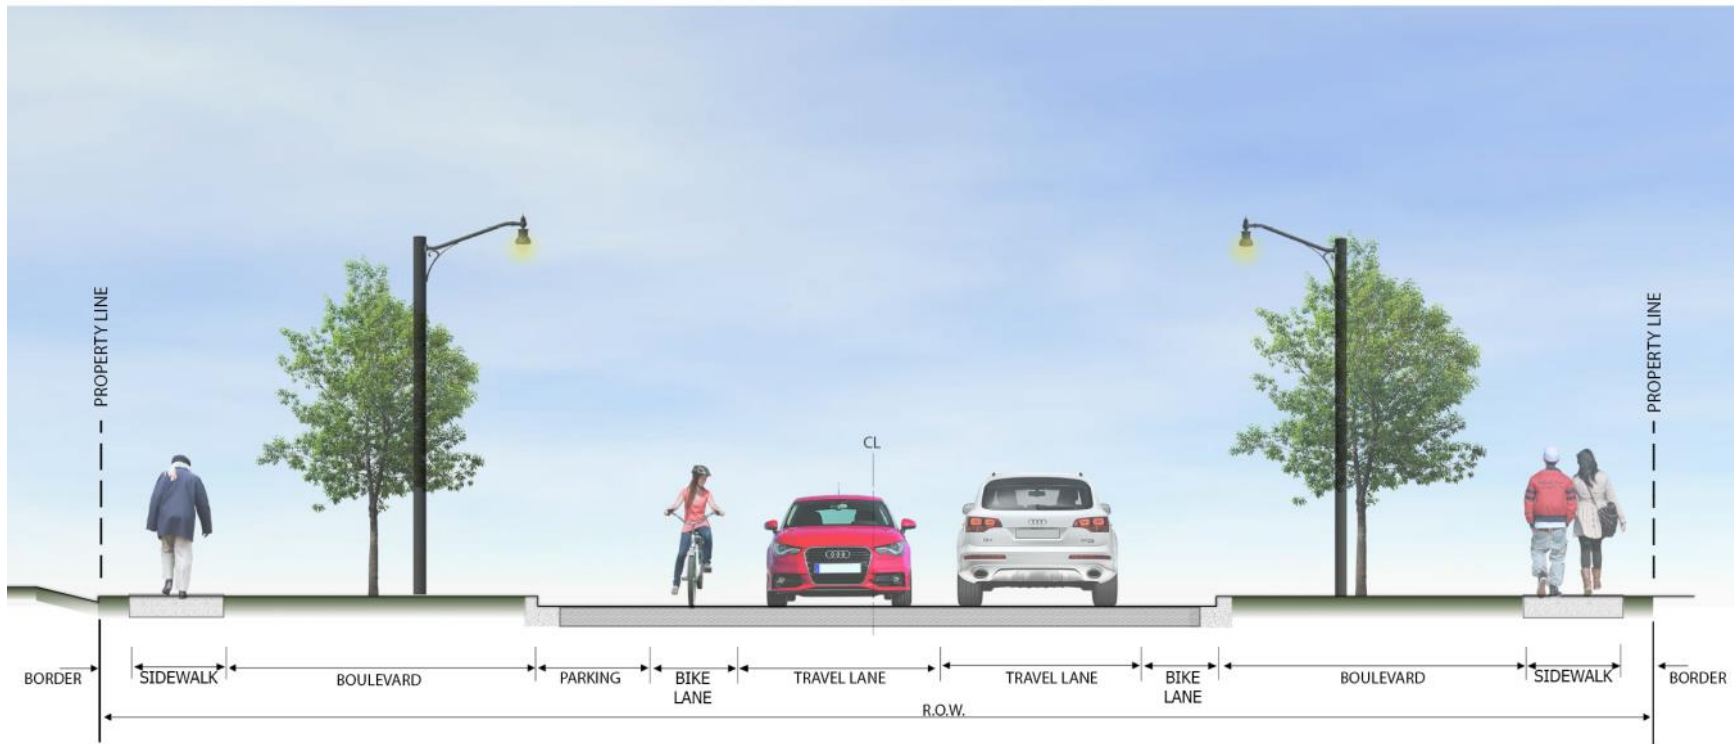 PROPERTY LINE
PROPERTY LINE
CL
BORDER
SIDEWALK
BOULEVARD
PARKING
BIKE
LANE
TRAVEL LANE
TRAVEL LANE
BIKE
LANE
BOULEVARD
SIDEWALK
BORDER
R.O.W.